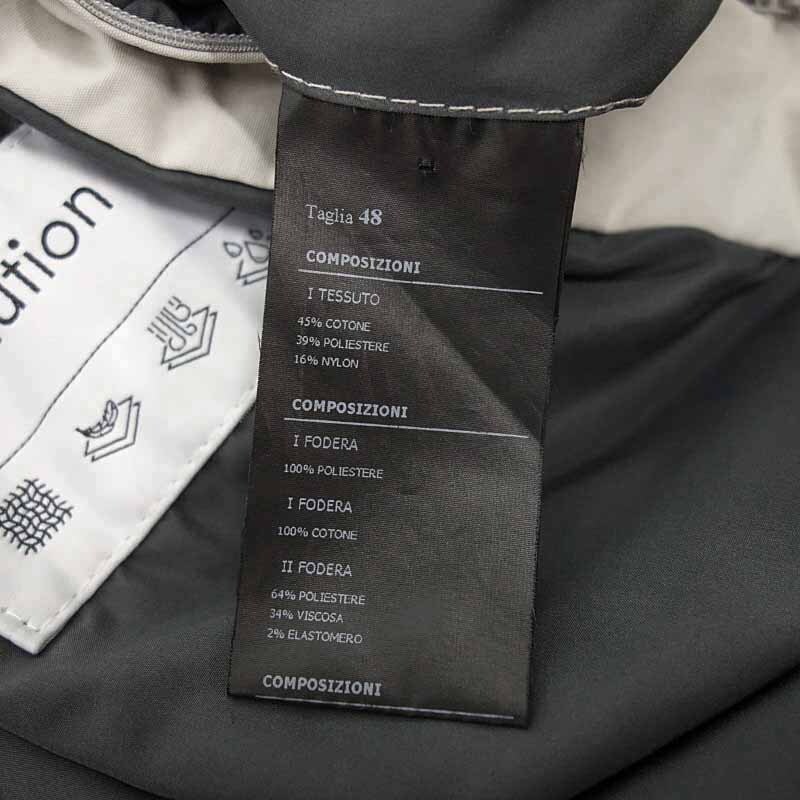 Taglia 48
COMPOSIZIONI
I TESSUTO
45% COTONE
39% POLIESTERE
16% NYLON
COMPOSIZIONI
I FODERA
100% POLIESTERE
I FODERA
100% COTONE
II FODERA
64% POLIESTERE
34% VISCOSA
2% ELASTOMERO
COMPOSIZIONI